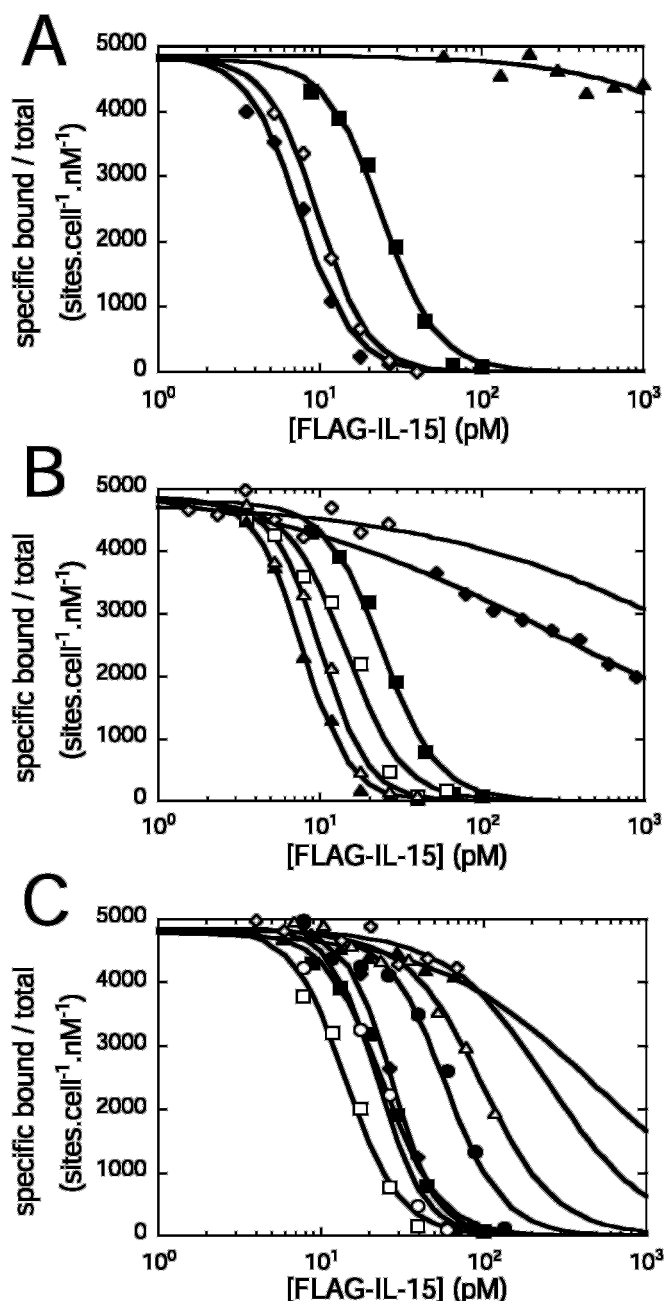 A
specific bound / total
(sites.cell⁻¹.nM⁻¹)
5000
4000
3000
2000
1000
0
10⁰
10¹
10²
10³
[FLAG-IL-15] (pM)
B
specific bound / total
(sites.cell⁻¹.nM⁻¹)
5000
4000
3000
2000
1000
0
10⁰
10¹
10²
10³
[FLAG-IL-15] (pM)
C
specific bound / total
(sites.cell⁻¹.nM⁻¹)
5000
4000
3000
2000
1000
0
10⁰
10¹
10²
10³
[FLAG-IL-15] (pM)